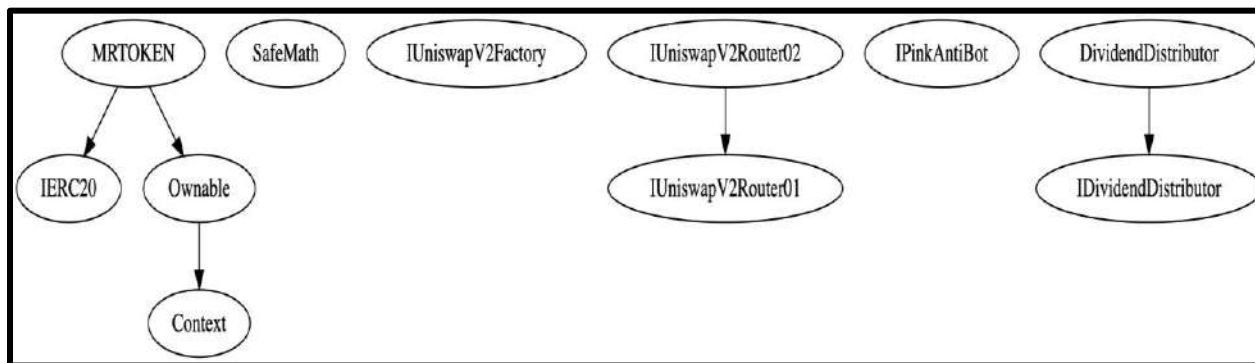 MRTOKEN
SafeMath
IUniswapV2Factory
IUniswapV2Router02
IPinkAntiBot
DividendDistributor
IERC20
Ownable
IUniswapV2Router01
IDividendDistributor
Context